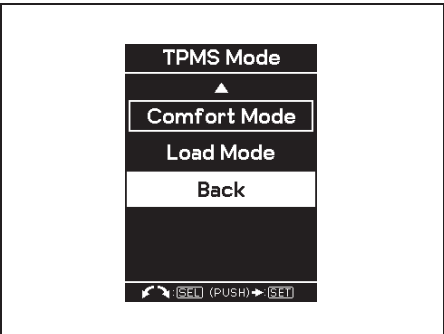 TPMS Mode
Comfort Mode
Load Mode
Back
:SEL (PUSH)➔:SET